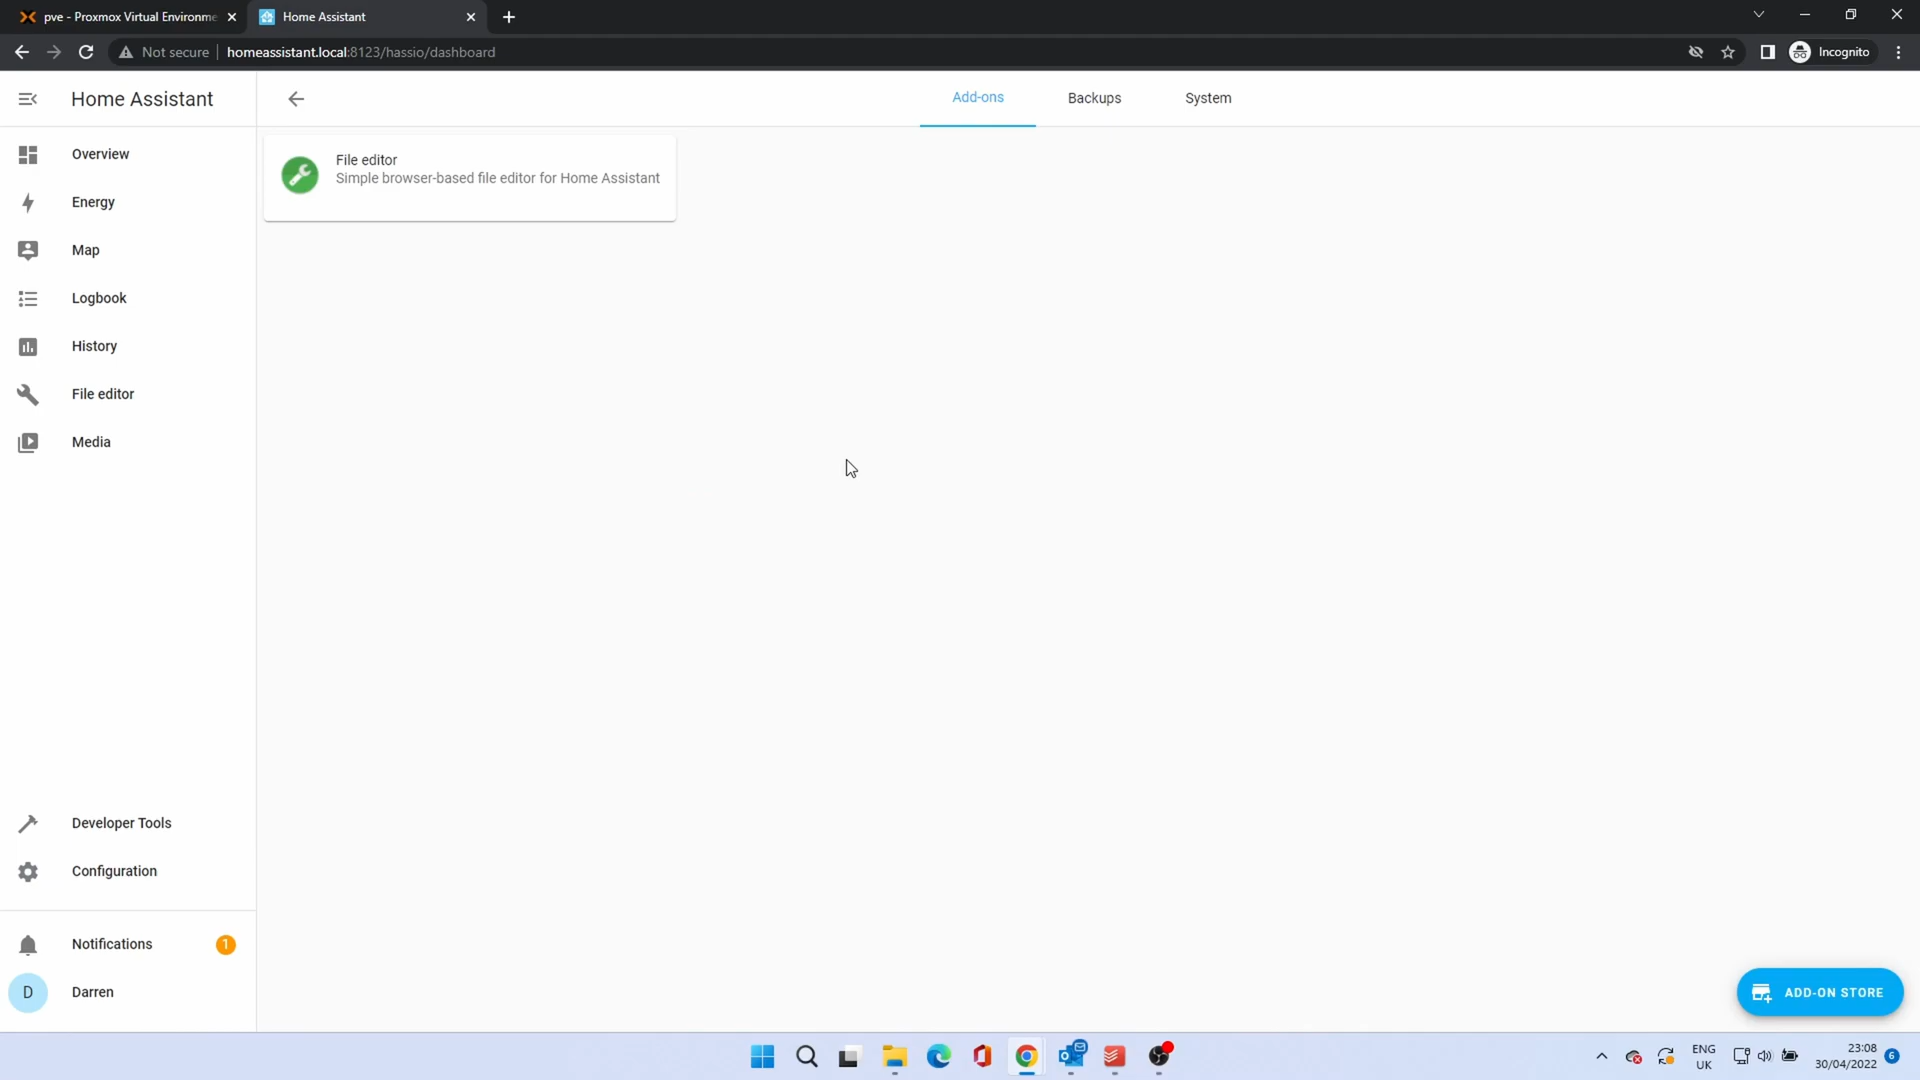 pve - Proxmox Virtual Environme
Home Assistant
Not secure
homeassistant.local:8123/hassio/dashboard
Incognito
Home Assistant
Add-ons
Backups
System
Overview
Energy
Map
Logbook
History
File editor
Media
File editor
Simple browser-based file editor for Home Assistant
Developer Tools
Configuration
Notifications
1
D
Darren
ADD-ON STORE
ENG
UK
23:08
30/04/2022
6